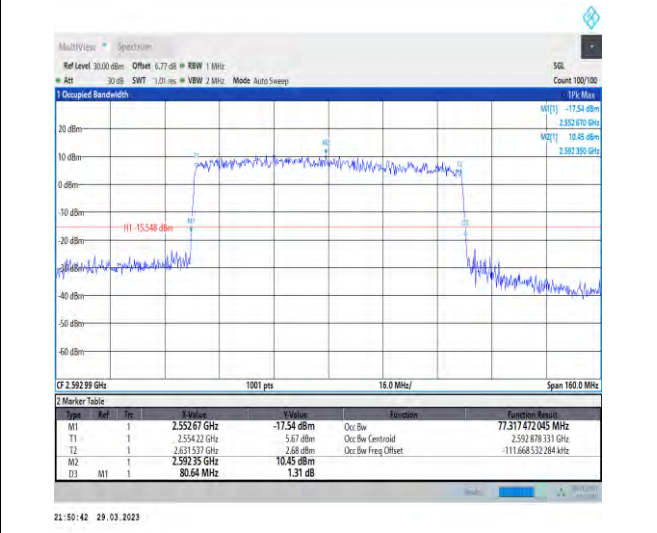 MultiView Spectrum
Ref Level 30.00 dBm Offset 6.77 dB RBW 1 MHz SGL
Att 30 dB SWT 1.01 ms VBW 2 MHz Mode Auto Sweep Count 100/100
1 Occupied Bandwidth 1Pk Max
M1[1] -17.54 dBm
2.552 670 GHz
M2[1] 10.45 dBm
2.592 350 GHz
20 dBm
M2
10 dBm
T1
T2
0 dBm
-10 dBm
M1
D3
H1 -15.548 dBm
-20 dBm
-30 dBm
-40 dBm
-50 dBm
-60 dBm
CF 2.592 99 GHz 1001 pts 16.0 MHz/ Span 160.0 MHz
2 Marker Table
Type Ref Trc X-Value Y-Value Function Function Result
M1 1 2.552 67 GHz -17.54 dBm Occ Bw 77.317 472 045 MHz
T1 1 2.554 22 GHz 5.67 dBm Occ Bw Centroid 2.592 878 331 GHz
T2 1 2.631 537 GHz 2.68 dBm Occ Bw Freq Offset -111.668 532 284 kHz
M2 1 2.592 35 GHz 10.45 dBm
D3 M1 1 80.64 MHz 1.31 dB
21:50:42 29.03.2023